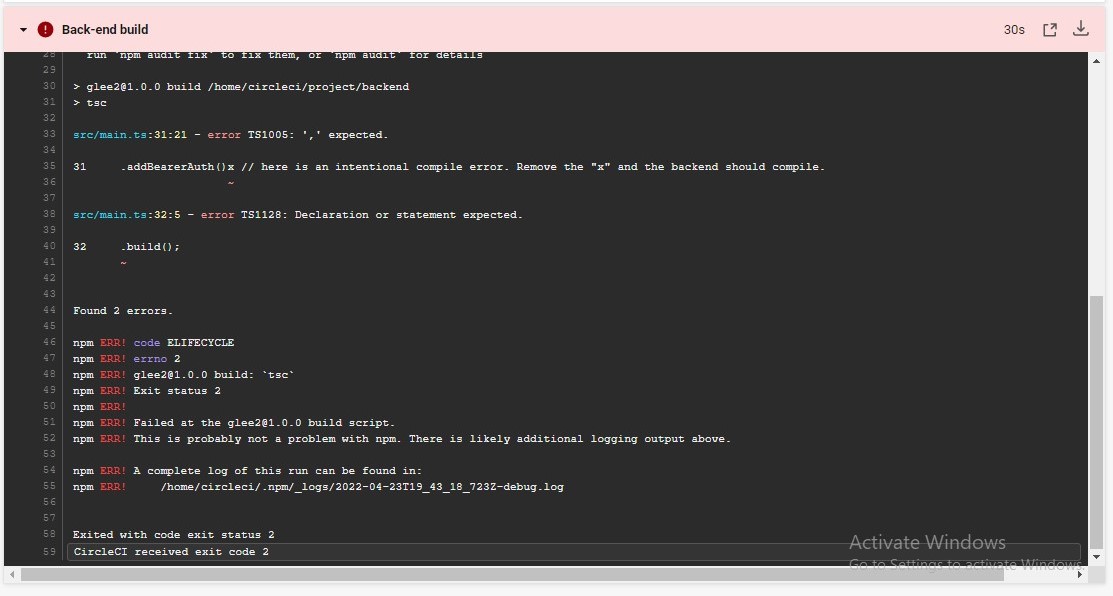 Back-end build 30s
28 run `npm audit fix` to fix them, or `npm audit` for details
29
30 > glee2@1.0.0 build /home/circleci/project/backend
31 > tsc
32
33 src/main.ts:31:21 - error TS1005: ',' expected.
34
35 31     .addBearerAuth()x // here is an intentional compile error. Remove the "x" and the backend should compile.
36                        ~
37
38 src/main.ts:32:5 - error TS1128: Declaration or statement expected.
39
40 32     .build();
41        ~
42
43
44 Found 2 errors.
45
46 npm ERR! code ELIFECYCLE
47 npm ERR! errno 2
48 npm ERR! glee2@1.0.0 build: `tsc`
49 npm ERR! Exit status 2
50 npm ERR!
51 npm ERR! Failed at the glee2@1.0.0 build script.
52 npm ERR! This is probably not a problem with npm. There is likely additional logging output above.
53
54 npm ERR! A complete log of this run can be found in:
55 npm ERR!     /home/circleci/.npm/_logs/2022-04-23T19_43_18_723Z-debug.log
56
57
58 Exited with code exit status 2
59 CircleCI received exit code 2
Activate Windows
Go to Settings to activate Windows.